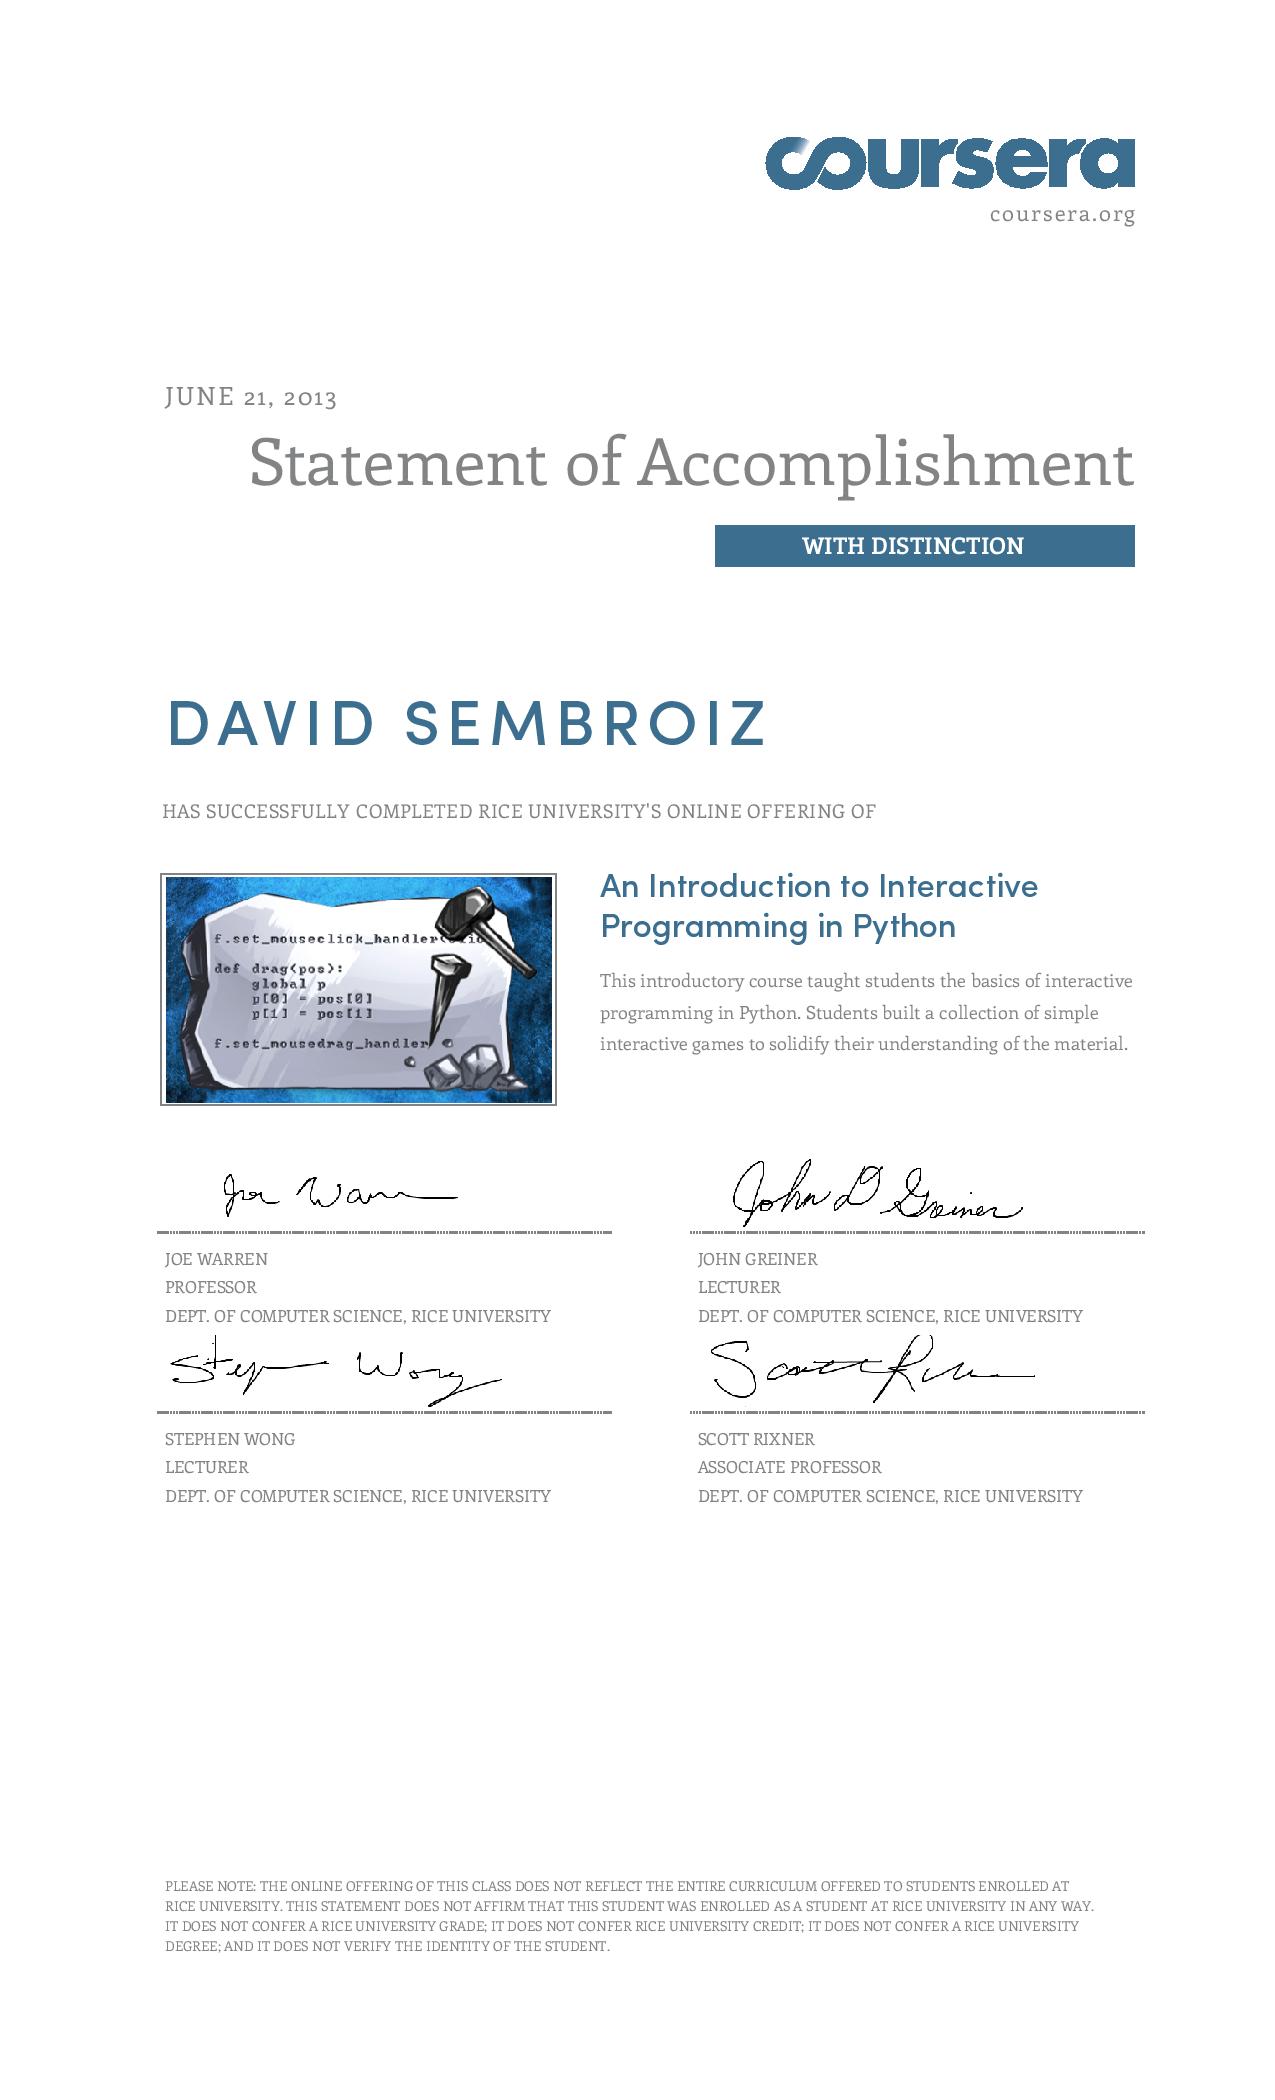 coursera
coursera.org
JUNE 21, 2013
Statement of Accomplishment
WITH DISTINCTION
DAVID SEMBROIZ
HAS SUCCESSFULLY COMPLETED RICE UNIVERSITY'S ONLINE OFFERING OF
f.set_mouseclick_handler
def drag(pos):
global p
p[0] = pos[0]
p[1] = pos[1]
f.set_mousedrag_handler
An Introduction to Interactive
Programming in Python
This introductory course taught students the basics of interactive
programming in Python. Students built a collection of simple
interactive games to solidify their understanding of the material.
Joe Warren
JOE WARREN
PROFESSOR
DEPT. OF COMPUTER SCIENCE, RICE UNIVERSITY
John D Greiner
JOHN GREINER
LECTURER
DEPT. OF COMPUTER SCIENCE, RICE UNIVERSITY
Stephen Wong
STEPHEN WONG
LECTURER
DEPT. OF COMPUTER SCIENCE, RICE UNIVERSITY
Scott Rixner
SCOTT RIXNER
ASSOCIATE PROFESSOR
DEPT. OF COMPUTER SCIENCE, RICE UNIVERSITY
PLEASE NOTE: THE ONLINE OFFERING OF THIS CLASS DOES NOT REFLECT THE ENTIRE CURRICULUM OFFERED TO STUDENTS ENROLLED AT
RICE UNIVERSITY. THIS STATEMENT DOES NOT AFFIRM THAT THIS STUDENT WAS ENROLLED AS A STUDENT AT RICE UNIVERSITY IN ANY WAY.
IT DOES NOT CONFER A RICE UNIVERSITY GRADE; IT DOES NOT CONFER RICE UNIVERSITY CREDIT; IT DOES NOT CONFER A RICE UNIVERSITY
DEGREE; AND IT DOES NOT VERIFY THE IDENTITY OF THE STUDENT.